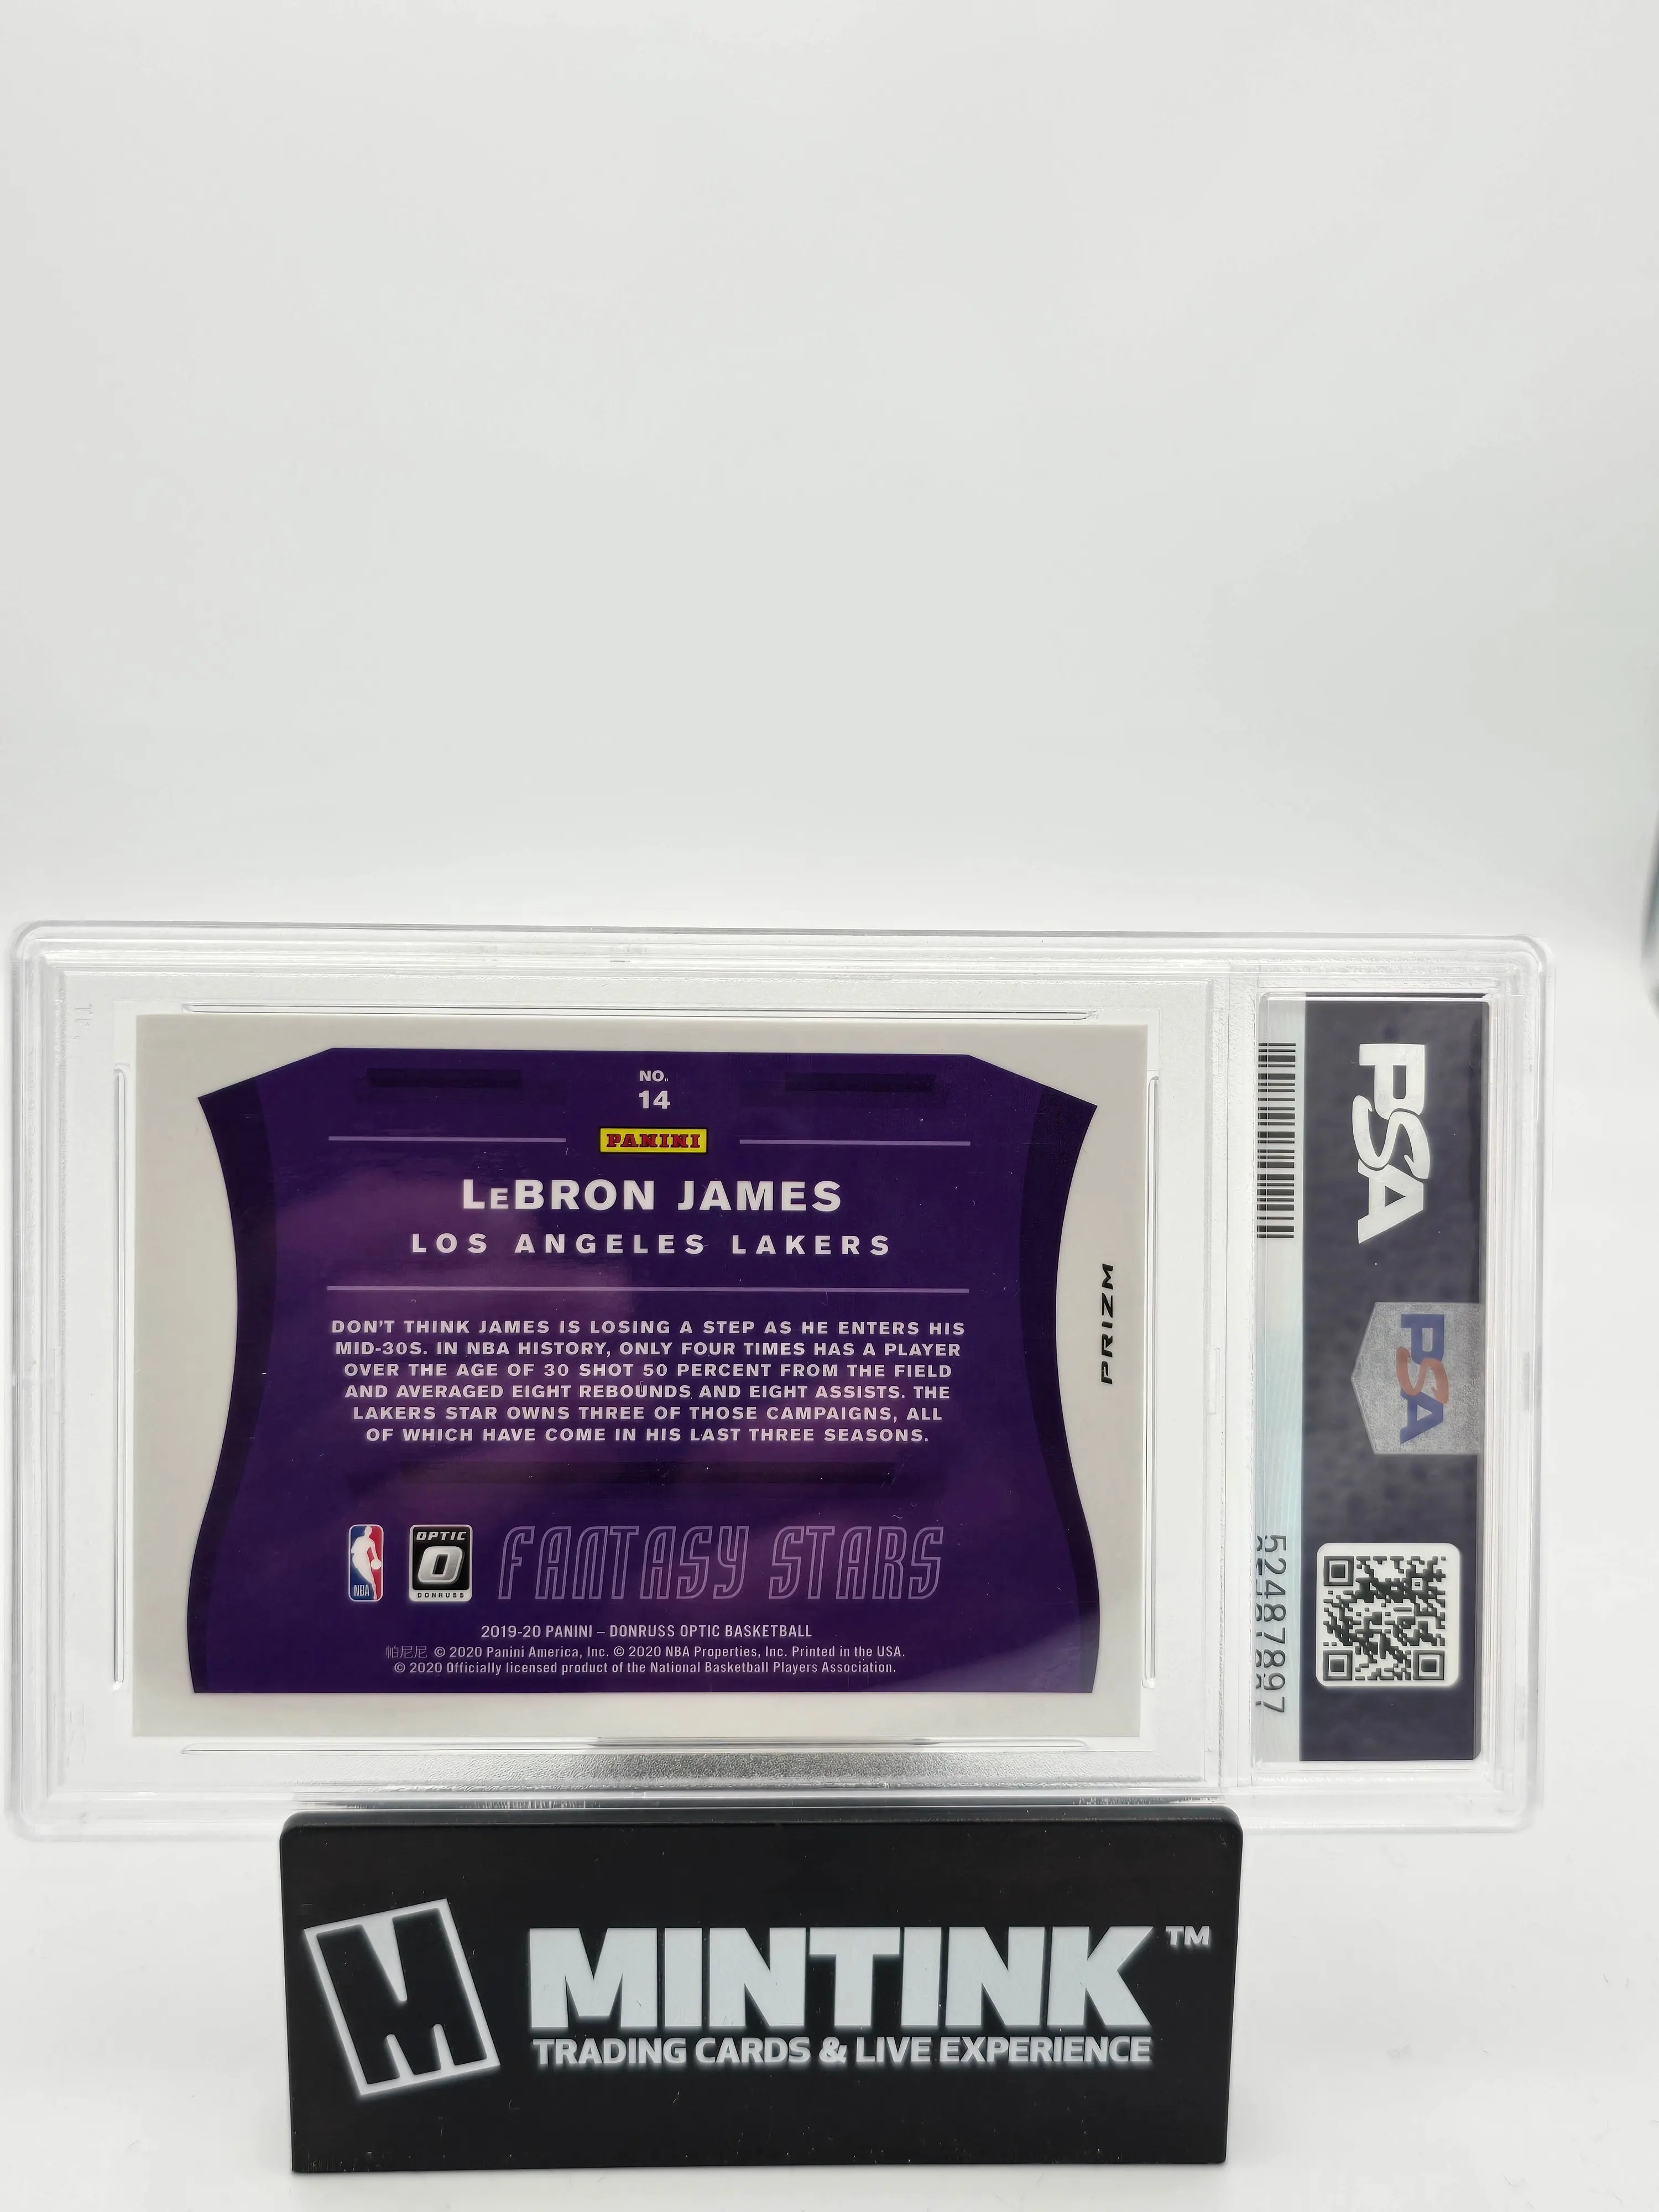 NO.
14
PANINI
LeBRON JAMES
LOS ANGELES LAKERS
DON'T THINK JAMES IS LOSING A STEP AS HE ENTERS HIS
MID-30S. IN NBA HISTORY, ONLY FOUR TIMES HAS A PLAYER
OVER THE AGE OF 30 SHOT 50 PERCENT FROM THE FIELD
AND AVERAGED EIGHT REBOUNDS AND EIGHT ASSISTS. THE
LAKERS STAR OWNS THREE OF THOSE CAMPAIGNS, ALL
OF WHICH HAVE COME IN HIS LAST THREE SEASONS.
NBA
OPTIC
O
DONRUSS
FANTASY STARS
2019-20 PANINI – DONRUSS OPTIC BASKETBALL
帕尼尼 © 2020 Panini America, Inc. © 2020 NBA Properties, Inc. Printed in the USA.
© 2020 Officially licensed product of the National Basketball Players Association.
PRIZM
PSA
PSA
52487897
M
MINTINK™
TRADING CARDS & LIVE EXPERIENCE